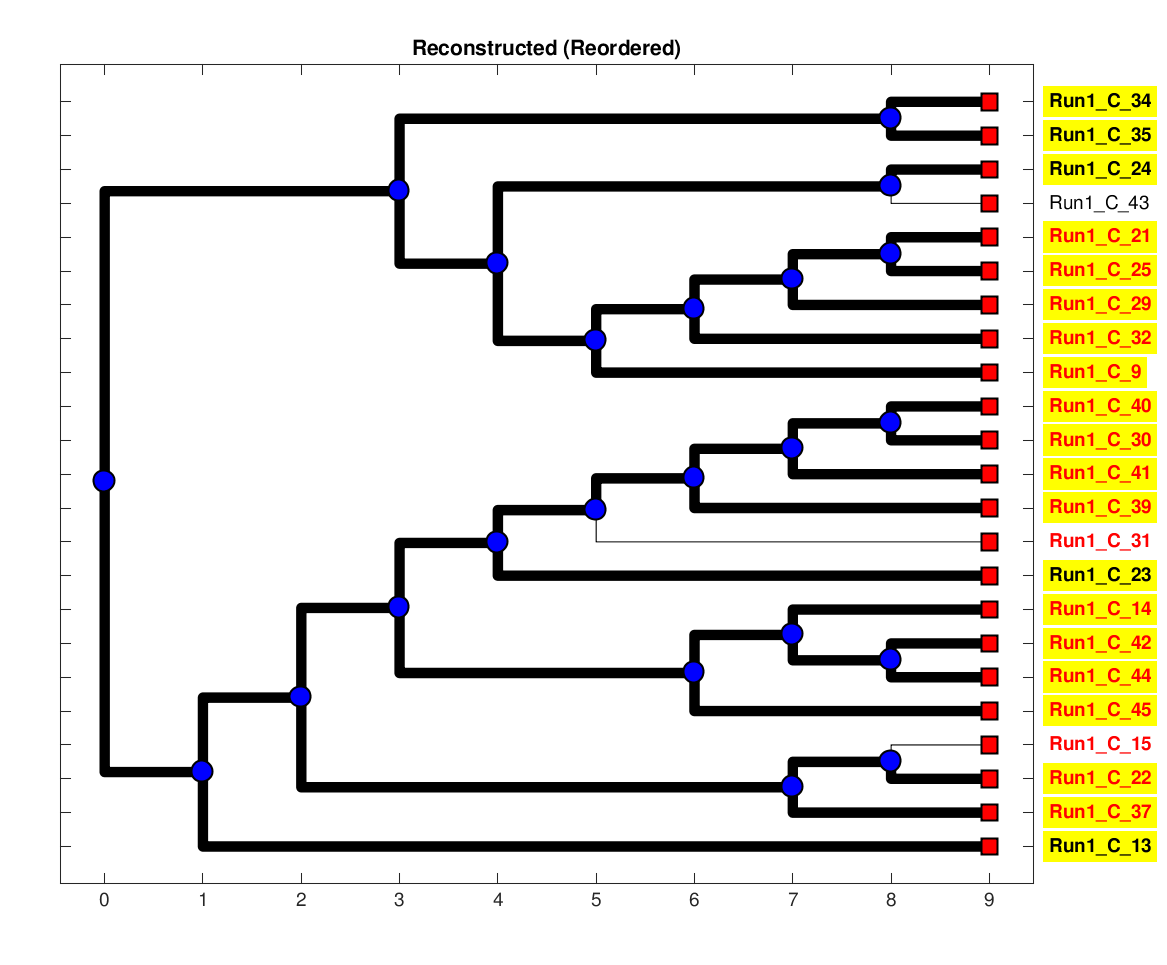 Reconstructed (Reordered)
Run1_C_34
Run1_C_35
Run1_C_24
Run1_C_43
Run1_C_21
Run1_C_25
Run1_C_29
Run1_C_32
Run1_C_9
Run1_C_40
Run1_C_30
Run1_C_41
Run1_C_39
Run1_C_31
Run1_C_23
Run1_C_14
Run1_C_42
Run1_C_44
Run1_C_45
Run1_C_15
Run1_C_22
Run1_C_37
Run1_C_13
0 1 2 3 4 5 6 7 8 9